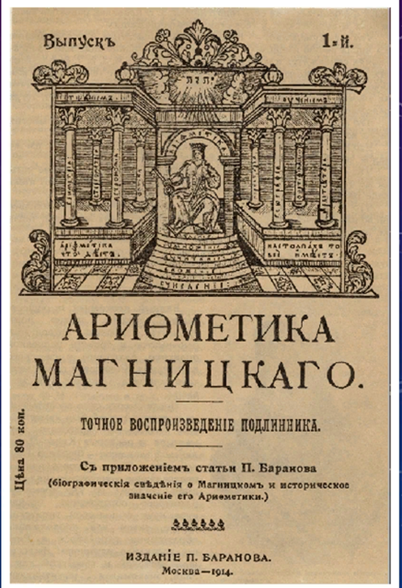 Выпускъ 1-й.
АРИѲМЕТИКА
МАГНИЦКАГО.
ТОЧНОЕ ВОСПРОИЗВЕДЕНІЕ ПОДЛИННИКА.
Цѣна 80 коп.
Съ приложеніемъ статьи П. Баранова
(біографическія свѣдѣнія о Магницкомъ и историческое
значеніе его Ариѳметики.)
ИЗДАНІЕ П. БАРАНОВА.
Москва—1914.